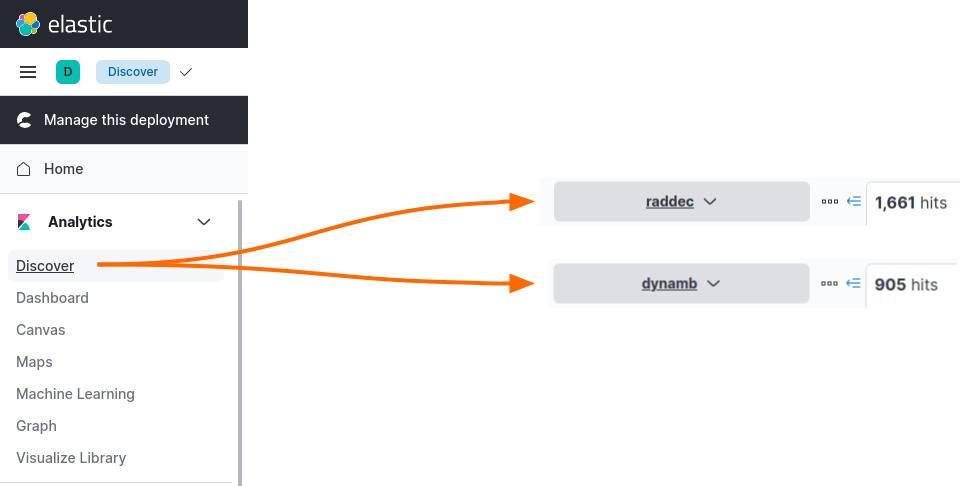 elastic
D Discover
Manage this deployment
Home
Analytics
Discover
Dashboard
Canvas
Maps
Machine Learning
Graph
Visualize Library
raddec 1,661 hits
dynamb 905 hits